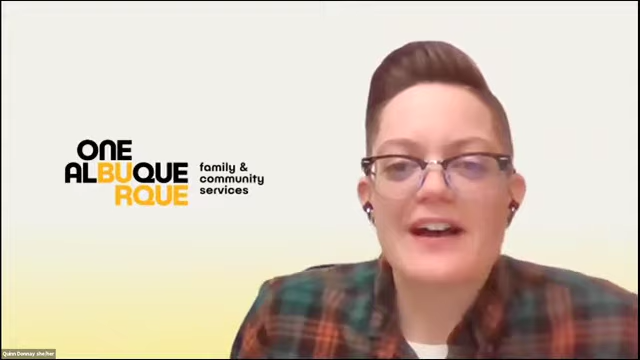 ONE
ALBUQUE
RQUE
family &
community
services
Quinn Donnay she/her